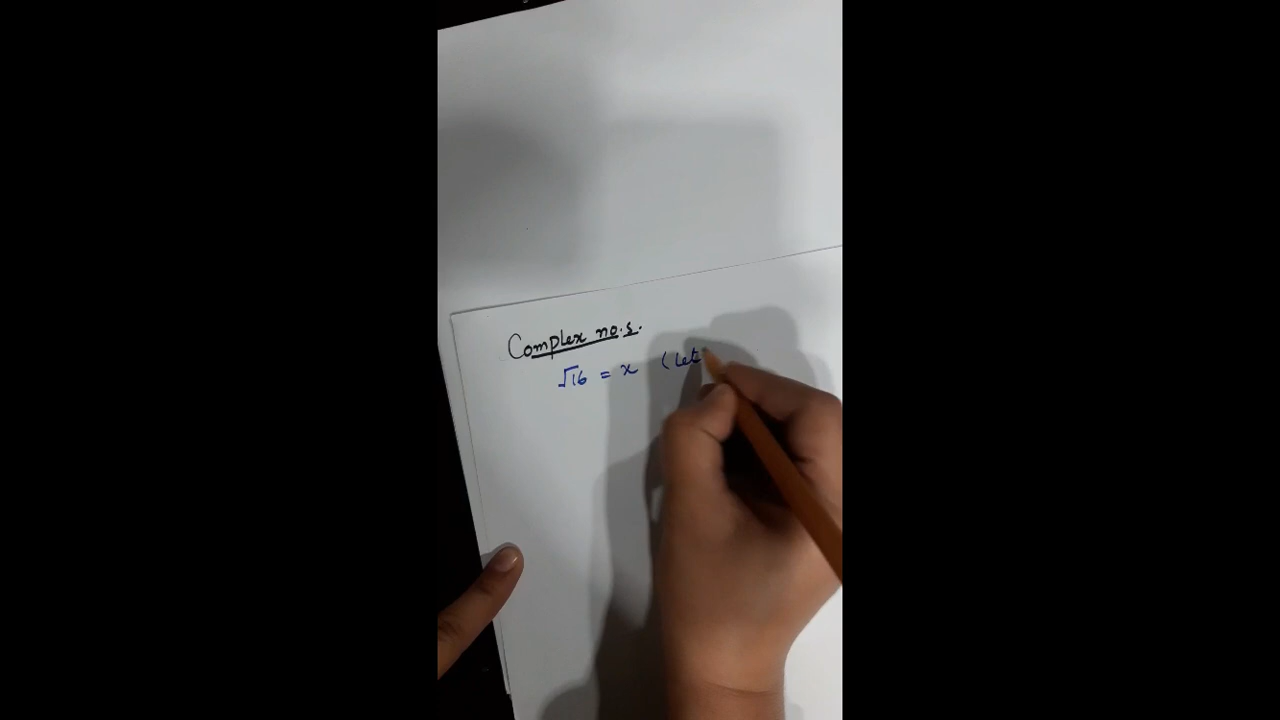 Complex no.s.
√16 = x (let